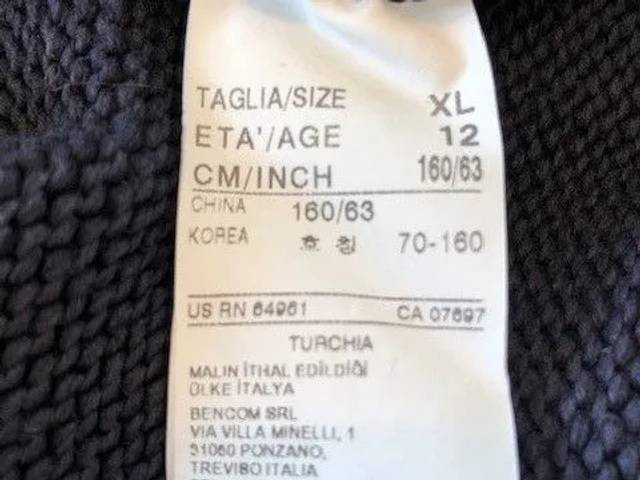 TAGLIA/SIZE XL
ETA'/AGE 12
CM/INCH 160/63
CHINA 160/63
KOREA 호칭 70-160
US RN 64961 CA 07697
TURCHIA
MALIN İTHAL EDİLDİĞİ
ÜLKE İTALYA
BENCOM SRL
VIA VILLA MINELLI, 1
31050 PONZANO,
TREVISO ITALIA